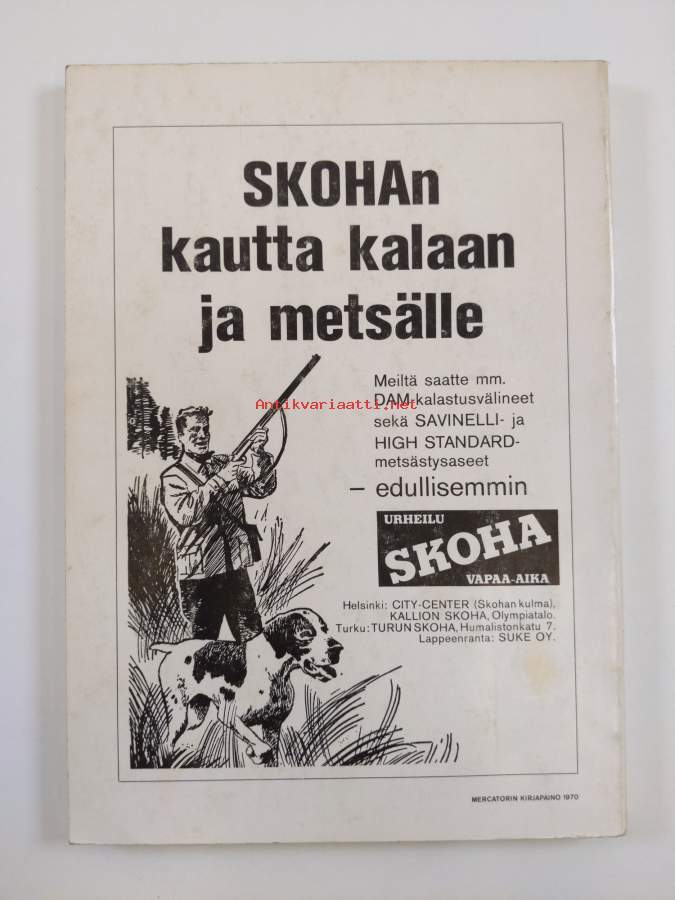 SKOHAn
kautta kalaan
ja metsälle
Meiltä saatte mm.
DAM-kalastusvälineet
Antikvariaatti.net
sekä SAVINELLI- ja
HIGH STANDARD-
metsästysaseet
– edullisemmin
URHEILU
SKOHA
VAPAA-AIKA
Helsinki: CITY-CENTER (Skohan kulma),
KALLION SKOHA, Olympiatalo.
Turku: TURUN SKOHA, Humalistonkatu 7.
Lappeenranta: SUKE OY.
MERCATORIN KIRJAPAINO 1970